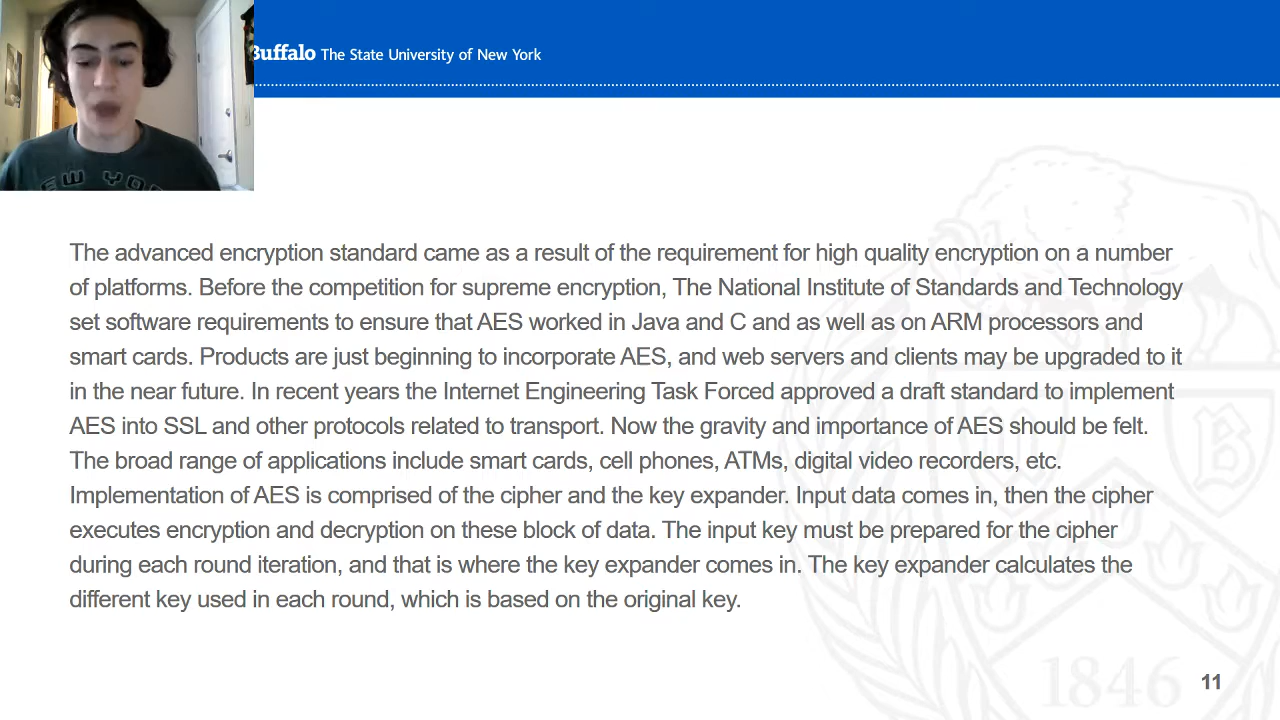 Buffalo The State University of New York
EW YOR
The advanced encryption standard came as a result of the requirement for high quality encryption on a number
of platforms. Before the competition for supreme encryption, The National Institute of Standards and Technology
set software requirements to ensure that AES worked in Java and C and as well as on ARM processors and
smart cards. Products are just beginning to incorporate AES, and web servers and clients may be upgraded to it
in the near future. In recent years the Internet Engineering Task Forced approved a draft standard to implement
AES into SSL and other protocols related to transport. Now the gravity and importance of AES should be felt.
The broad range of applications include smart cards, cell phones, ATMs, digital video recorders, etc.
Implementation of AES is comprised of the cipher and the key expander. Input data comes in, then the cipher
executes encryption and decryption on these block of data. The input key must be prepared for the cipher
during each round iteration, and that is where the key expander comes in. The key expander calculates the
different key used in each round, which is based on the original key.
U
B
1846
11